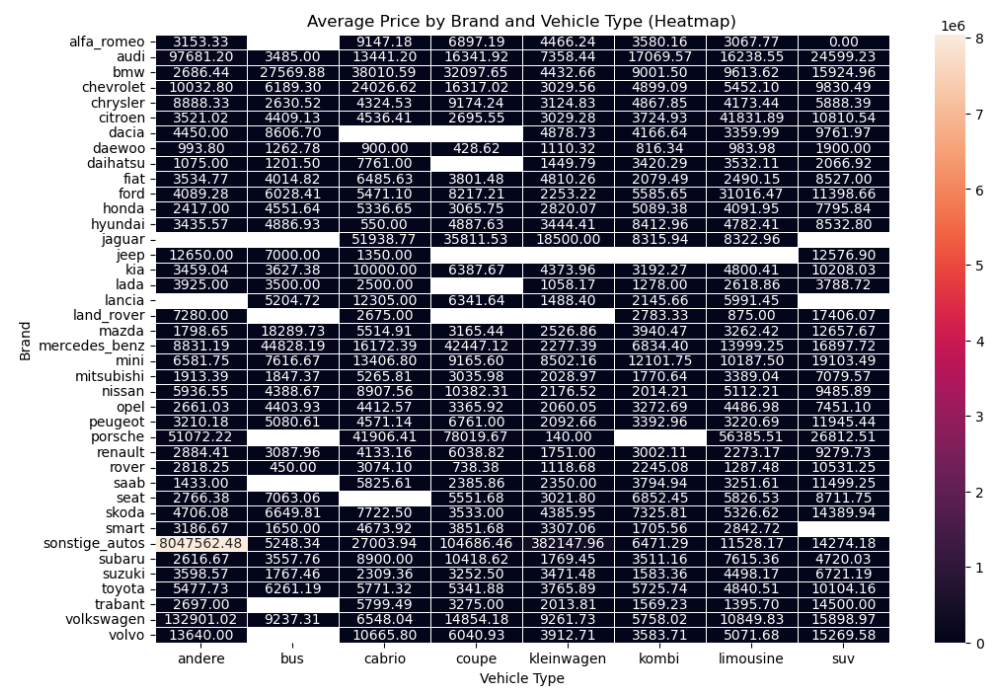 Average Price by Brand and Vehicle Type (Heatmap)
1e6
alfa_romeo 3153.33 9147.18 6897.19 4466.24 3580.16 3067.77 0.00
audi 97681.20 3485.00 13441.20 16341.92 7358.44 17069.57 16238.55 24599.23
bmw 2686.44 27569.88 38010.59 32097.65 4432.66 9001.50 9613.62 15924.96
chevrolet 10032.80 6189.30 24026.62 16317.02 3029.56 4899.09 5452.10 9830.49
chrysler 8888.33 2630.52 4324.53 9174.24 3124.83 4867.85 4173.44 5888.39
citroen 3521.02 4409.13 4536.41 2695.55 3029.28 3724.93 41831.89 10810.54
dacia 4450.00 8606.70 4878.73 4166.64 3359.99 9761.97
daewoo 993.80 1262.78 900.00 428.62 1110.32 816.34 983.98 1900.00
daihatsu 1075.00 1201.50 7761.00 1449.79 3420.29 3532.11 2066.92
fiat 3534.77 4014.82 6485.63 3801.48 4810.26 2079.49 2490.15 8527.00
ford 4089.28 6028.41 5471.10 8217.21 2253.22 5585.65 31016.47 11398.66
honda 2417.00 4551.64 5336.65 3065.75 2820.07 5089.38 4091.95 7795.84
hyundai 3435.57 4886.93 550.00 4887.63 3444.41 8412.96 4782.41 8532.80
jaguar 51938.77 35811.53 18500.00 8315.94 8322.96
jeep 12650.00 7000.00 1350.00 12576.90
kia 3459.04 3627.38 10000.00 6387.67 4373.96 3192.27 4800.41 10208.03
lada 3925.00 3500.00 2500.00 1058.17 1278.00 2618.86 3788.72
lancia 5204.72 12305.00 6341.64 1488.40 2145.66 5991.45
land_rover 7280.00 2675.00 2783.33 875.00 17406.07
mazda 1798.65 18289.73 5514.91 3165.44 2526.86 3940.47 3262.42 12657.67
mercedes_benz 8831.19 44828.19 16172.39 42447.12 2277.39 6834.40 13999.25 16897.72
mini 6581.75 7616.67 13406.80 9165.60 8502.16 12101.75 10187.50 19103.49
mitsubishi 1913.39 1847.37 5265.81 3035.98 2028.97 1770.64 3389.04 7079.57
nissan 5936.55 4388.67 8907.56 10382.31 2176.52 2014.21 5112.21 9485.89
opel 2661.03 4403.93 4412.57 3365.92 2060.05 3272.69 4486.98 7451.10
peugeot 3210.18 5080.61 4571.14 6761.00 2092.66 3392.96 3220.69 11945.44
porsche 51072.22 41906.41 78019.67 140.00 56385.51 26812.51
renault 2884.41 3087.96 4133.16 6038.82 1751.00 3002.11 2273.17 9279.73
rover 2818.25 450.00 3074.10 738.38 1118.68 2245.08 1287.48 10531.25
saab 1433.00 5825.61 2385.86 2350.00 3794.94 3251.61 11499.25
seat 2766.38 7063.06 5551.68 3021.80 6852.45 5826.53 8711.75
skoda 4706.08 6649.81 7722.50 3533.00 4385.95 7325.81 5326.62 14389.94
smart 3186.67 1650.00 4673.92 3851.68 3307.06 1705.56 2842.72
sonstige_autos 8047562.48 5248.34 27003.94 104686.46 382147.96 6471.29 11528.17 14274.18
subaru 2616.67 3557.76 8900.00 10418.62 1769.45 3511.16 7615.36 4720.03
suzuki 3598.57 1767.46 2309.36 3252.50 3471.48 1583.36 4498.17 6721.19
toyota 5477.73 6261.19 5771.32 5341.88 3765.89 5725.74 4840.51 10104.16
trabant 2697.00 5799.49 3275.00 2013.81 1569.23 1395.70 14500.00
volkswagen 132901.02 9237.31 6548.04 14854.18 9261.73 5758.02 10849.83 15898.97
volvo 13640.00 10665.80 6040.93 3912.71 3583.71 5071.68 15269.58
andere bus cabrio coupe kleinwagen kombi limousine suv
Vehicle Type
Brand
8
7
6
5
4
3
2
1
0